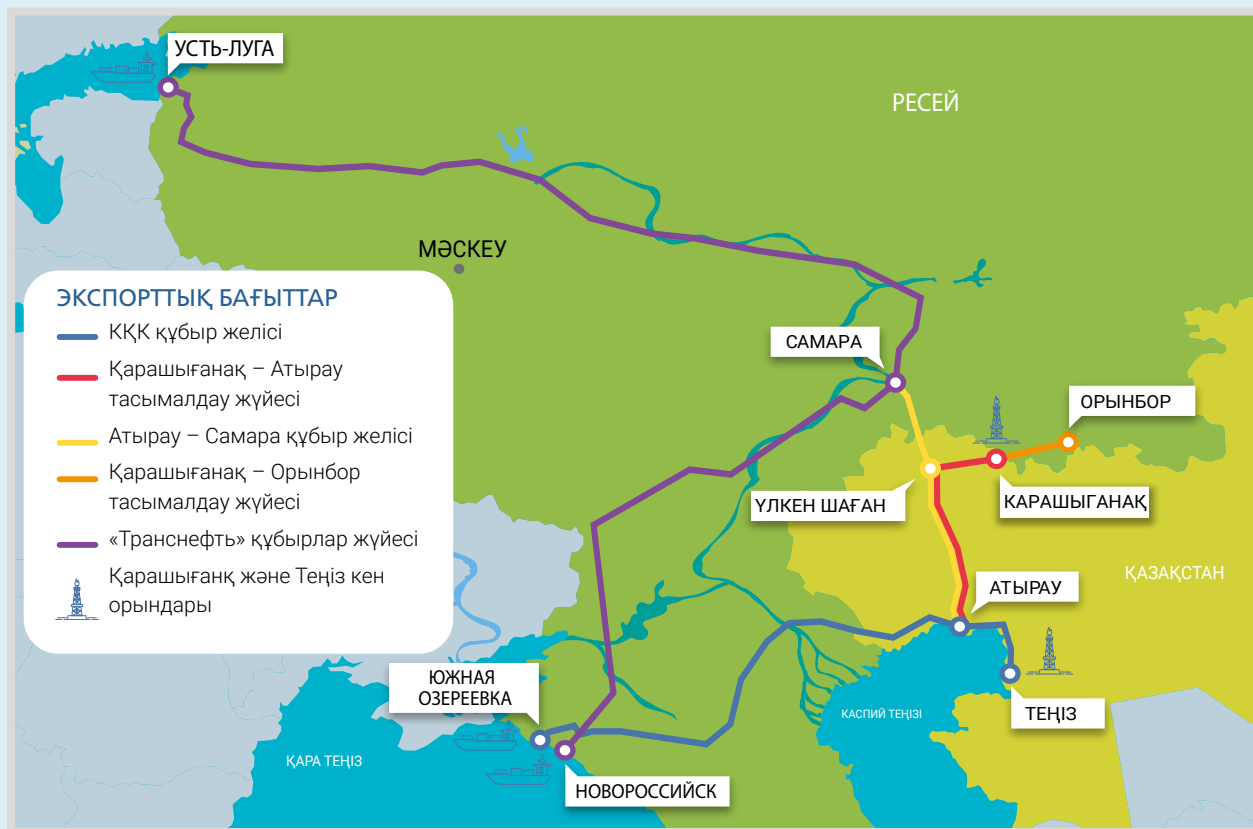 УСТЬ-ЛУГА
РЕСЕЙ
МӘСКЕУ
ЭКСПОРТТЫҚ БАҒЫТТАР
КҚК құбыр желісі
Қарашығанақ – Атырау
тасымалдау жүйесі
Атырау – Самара құбыр желісі
Қарашығанақ – Орынбор
тасымалдау жүйесі
«Транснефть» құбырлар жүйесі
Қарашығанқ және Теңіз кен
орындары
САМАРА
ОРЫНБОР
ҮЛКЕН ШАҒАН
КАРАШЫГАНАҚ
ҚАЗАҚСТАН
АТЫРАУ
ЮЖНАЯ
ОЗЕРЕЕВКА
ТЕҢІЗ
КАСПИЙ ТЕҢІЗІ
ҚАРА ТЕҢІЗ
НОВОРОССИЙСК